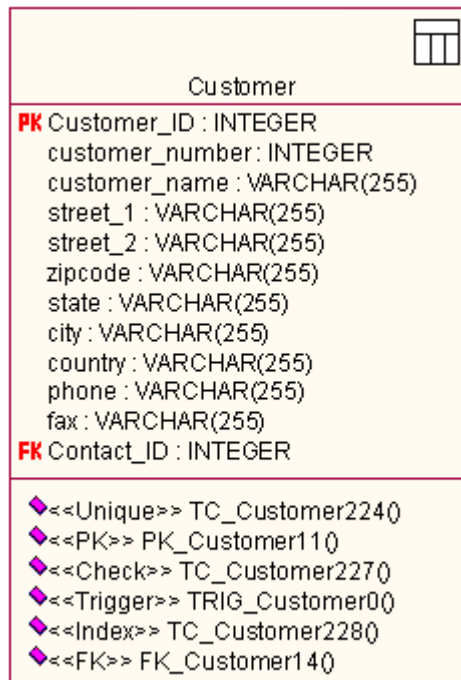 Customer
PK Customer_ID : INTEGER
customer_number : INTEGER
customer_name : VARCHAR(255)
street_1 : VARCHAR(255)
street_2 : VARCHAR(255)
zipcode : VARCHAR(255)
state : VARCHAR(255)
city : VARCHAR(255)
country : VARCHAR(255)
phone : VARCHAR(255)
fax : VARCHAR(255)
FK Contact_ID : INTEGER
<<Unique>> TC_Customer224()
<<PK>> PK_Customer11()
<<Check>> TC_Customer227()
<<Trigger>> TRIG_Customer0()
<<Index>> TC_Customer228()
<<FK>> FK_Customer14()